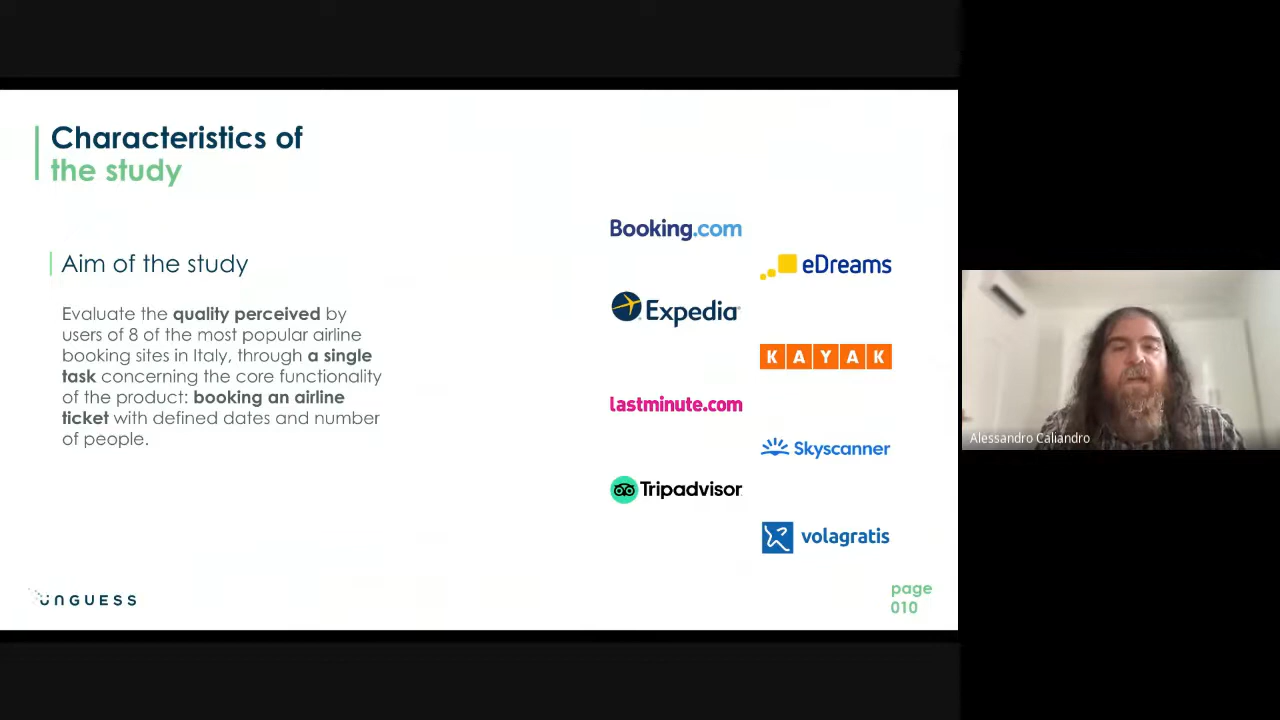 Characteristics of
the study
Aim of the study
Evaluate the quality perceived by
users of 8 of the most popular airline
booking sites in Italy, through a single
task concerning the core functionality
of the product: booking an airline
ticket with defined dates and number
of people.
Booking.com
eDreams
Expedia
KAYAK
lastminute.com
Skyscanner
Tripadvisor
volagratis
UNGUESS
page
010
Alessandro Caliandro